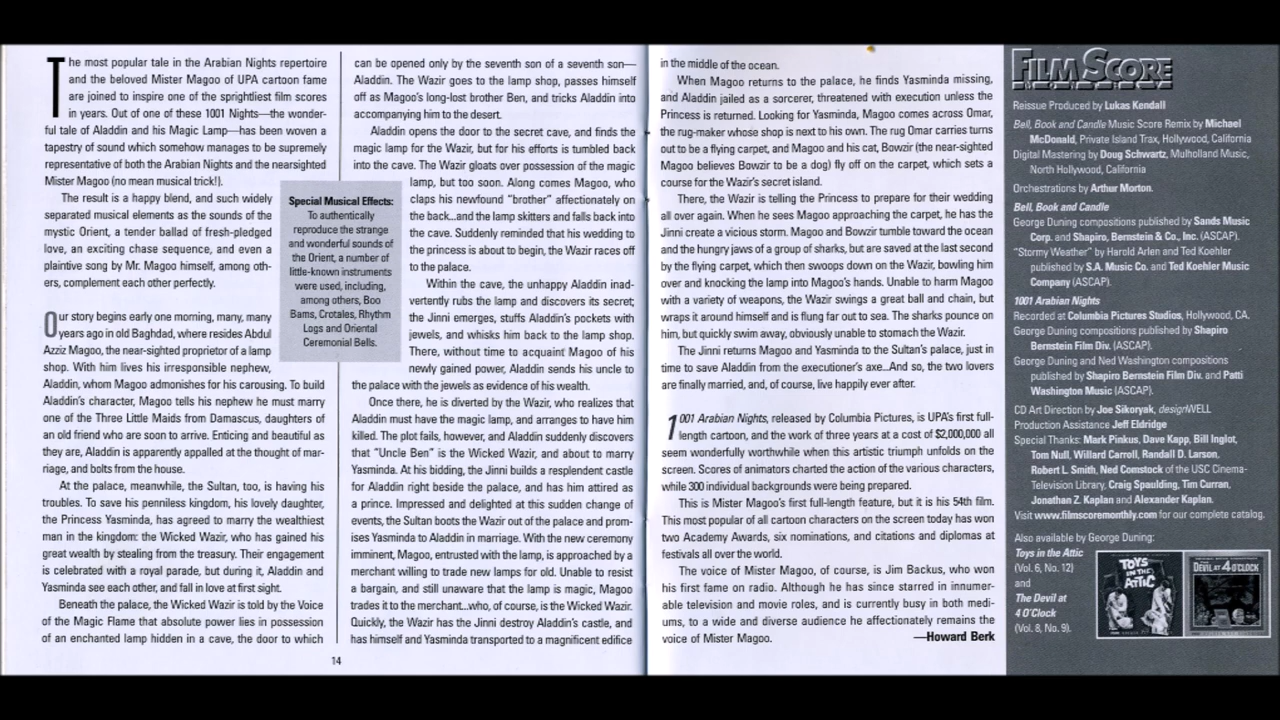 The most popular tale in the Arabian Nights repertoire
and the beloved Mister Magoo of UPA cartoon fame
are joined to inspire one of the sprightliest film scores
in years. Out of one of these 1001 Nights—the wonder-
ful tale of Aladdin and his Magic Lamp—has been woven a
tapestry of sound which somehow manages to be supremely
representative of both the Arabian Nights and the nearsighted
Mister Magoo (no mean musical trick!).
The result is a happy blend, and such widely
separated musical elements as the sounds of the
mystic Orient, a tender ballad of fresh-pledged
love, an exciting chase sequence, and even a
plaintive song by Mr. Magoo himself, among oth-
ers, complement each other perfectly.
Our story begins early one morning, many, many
years ago in old Baghdad, where resides Abdul
Azziz Magoo, the near-sighted proprietor of a lamp
shop. With him lives his irresponsible nephew,
Aladdin, whom Magoo admonishes for his carousing. To build
Aladdin's character, Magoo tells his nephew he must marry
one of the Three Little Maids from Damascus, daughters of
an old friend who are soon to arrive. Enticing and beautiful as
they are, Aladdin is apparently appalled at the thought of mar-
riage, and bolts from the house.
At the palace, meanwhile, the Sultan, too, is having his
troubles. To save his penniless kingdom, his lovely daughter,
the Princess Yasminda, has agreed to marry the wealthiest
man in the kingdom: the Wicked Wazir, who has gained his
great wealth by stealing from the treasury. Their engagement
is celebrated with a royal parade, but during it, Aladdin and
Yasminda see each other, and fall in love at first sight.
Beneath the palace, the Wicked Wazir is told by the Voice
of the Magic Flame that absolute power lies in possession
of an enchanted lamp hidden in a cave, the door to which
Special Musical Effects:
To authentically
reproduce the strange
and wonderful sounds of
the Orient, a number of
little-known instruments
were used, including,
among others, Boo
Bams, Crotales, Rhythm
Logs and Oriental
Ceremonial Bells.
can be opened only by the seventh son of a seventh son—
Aladdin. The Wazir goes to the lamp shop, passes himself
off as Magoo's long-lost brother Ben, and tricks Aladdin into
accompanying him to the desert.
Aladdin opens the door to the secret cave, and finds the
magic lamp for the Wazir, but for his efforts is tumbled back
into the cave. The Wazir gloats over possession of the magic
lamp, but too soon. Along comes Magoo, who
claps his newfound "brother" affectionately on
the back...and the lamp skitters and falls back into
the cave. Suddenly reminded that his wedding to
the princess is about to begin, the Wazir races off
to the palace.
Within the cave, the unhappy Aladdin inad-
vertently rubs the lamp and discovers its secret;
the Jinni emerges, stuffs Aladdin's pockets with
jewels, and whisks him back to the lamp shop.
There, without time to acquaint Magoo of his
newly gained power, Aladdin sends his uncle to
the palace with the jewels as evidence of his wealth.
Once there, he is diverted by the Wazir, who realizes that
Aladdin must have the magic lamp, and arranges to have him
killed. The plot fails, however, and Aladdin suddenly discovers
that "Uncle Ben" is the Wicked Wazir, and about to marry
Yasminda. At his bidding, the Jinni builds a resplendent castle
for Aladdin right beside the palace, and has him attired as
a prince. Impressed and delighted at this sudden change of
events, the Sultan boots the Wazir out of the palace and prom-
ises Yasminda to Aladdin in marriage. With the new ceremony
imminent, Magoo, entrusted with the lamp, is approached by a
merchant willing to trade new lamps for old. Unable to resist
a bargain, and still unaware that the lamp is magic, Magoo
trades it to the merchant...who, of course, is the Wicked Wazir.
Quickly, the Wazir has the Jinni destroy Aladdin's castle, and
has himself and Yasminda transported to a magnificent edifice
14
in the middle of the ocean.
When Magoo returns to the palace, he finds Yasminda missing,
and Aladdin jailed as a sorcerer, threatened with execution unless the
Princess is returned. Looking for Yasminda, Magoo comes across Omar,
the rug-maker whose shop is next to his own. The rug Omar carries turns
out to be a flying carpet, and Magoo and his cat, Bowzir (the near-sighted
Magoo believes Bowzir to be a dog) fly off on the carpet, which sets a
course for the Wazir's secret island.
There, the Wazir is telling the Princess to prepare for their wedding
all over again. When he sees Magoo approaching the carpet, he has the
Jinni create a vicious storm. Magoo and Bowzir tumble toward the ocean
and the hungry jaws of a group of sharks, but are saved at the last second
by the flying carpet, which then swoops down on the Wazir, bowling him
over and knocking the lamp into Magoo's hands. Unable to harm Magoo
with a variety of weapons, the Wazir swings a great ball and chain, but
wraps it around himself and is flung far out to sea. The sharks pounce on
him, but quickly swim away, obviously unable to stomach the Wazir.
The Jinni returns Magoo and Yasminda to the Sultan's palace, just in
time to save Aladdin from the executioner's axe...And so, the two lovers
are finally married, and, of course, live happily ever after.
1001 Arabian Nights, released by Columbia Pictures, is UPA's first full-
length cartoon, and the work of three years at a cost of $2,000,000 all
seem wonderfully worthwhile when this artistic triumph unfolds on the
screen. Scores of animators charted the action of the various characters,
while 300 individual backgrounds were being prepared.
This is Mister Magoo's first full-length feature, but it is his 54th film.
This most popular of all cartoon characters on the screen today has won
two Academy Awards, six nominations, and citations and diplomas at
festivals all over the world.
The voice of Mister Magoo, of course, is Jim Backus, who won
his first fame on radio. Although he has since starred in innumer-
able television and movie roles, and is currently busy in both medi-
ums, to a wide and diverse audience he affectionately remains the
voice of Mister Magoo.
—Howard Berk
FILM SCORE
MONTHLY
Reissue Produced by Lukas Kendall
Bell, Book and Candle Music Score Remix by Michael
McDonald, Private Island Trax, Hollywood, California
Digital Mastering by Doug Schwartz, Mulholland Music,
North Hollywood, California
Orchestrations by Arthur Morton.
Bell, Book and Candle
George Duning compositions published by Sands Music
Corp. and Shapiro, Bernstein & Co., Inc. (ASCAP).
"Stormy Weather" by Harold Arlen and Ted Koehler
published by S.A. Music Co. and Ted Koehler Music
Company (ASCAP).
1001 Arabian Nights
Recorded at Columbia Pictures Studios, Hollywood, CA.
George Duning compositions published by Shapiro
Bernstein Film Div. (ASCAP).
George Duning and Ned Washington compositions
published by Shapiro Bernstein Film Div. and Patti
Washington Music (ASCAP).
CD Art Direction by Joe Sikoryak, designWELL
Production Assistance Jeff Eldridge
Special Thanks: Mark Pinkus, Dave Kapp, Bill Inglot,
Tom Null, Willard Carroll, Randall D. Larson,
Robert L. Smith, Ned Comstock of the USC Cinema-
Television Library, Craig Spaulding, Tim Curran,
Jonathan Z. Kaplan and Alexander Kaplan.
Visit www.filmscoremonthly.com for our complete catalog.
Also available by George Duning:
Toys in the Attic
(Vol. 6, No. 12)
and
The Devil at
4 O'Clock
(Vol. 8, No. 9).
TOYS
IN THE
ATTIC
DEVIL AT 4 O'CLOCK